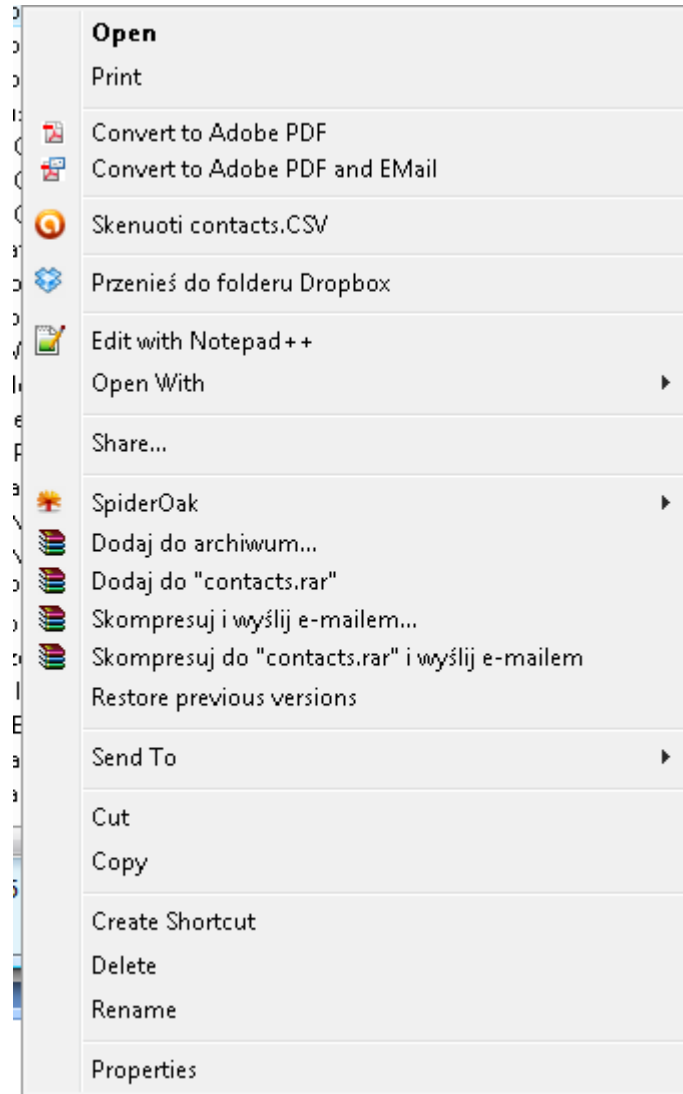 Open
Print
Convert to Adobe PDF
Convert to Adobe PDF and EMail
Skenuoti contacts.CSV
Przenieś do folderu Dropbox
Edit with Notepad++
Open With
Share...
SpiderOak
Dodaj do archiwum...
Dodaj do "contacts.rar"
Skompresuj i wyślij e-mailem...
Skompresuj do "contacts.rar" i wyślij e-mailem
Restore previous versions
Send To
Cut
Copy
Create Shortcut
Delete
Rename
Properties